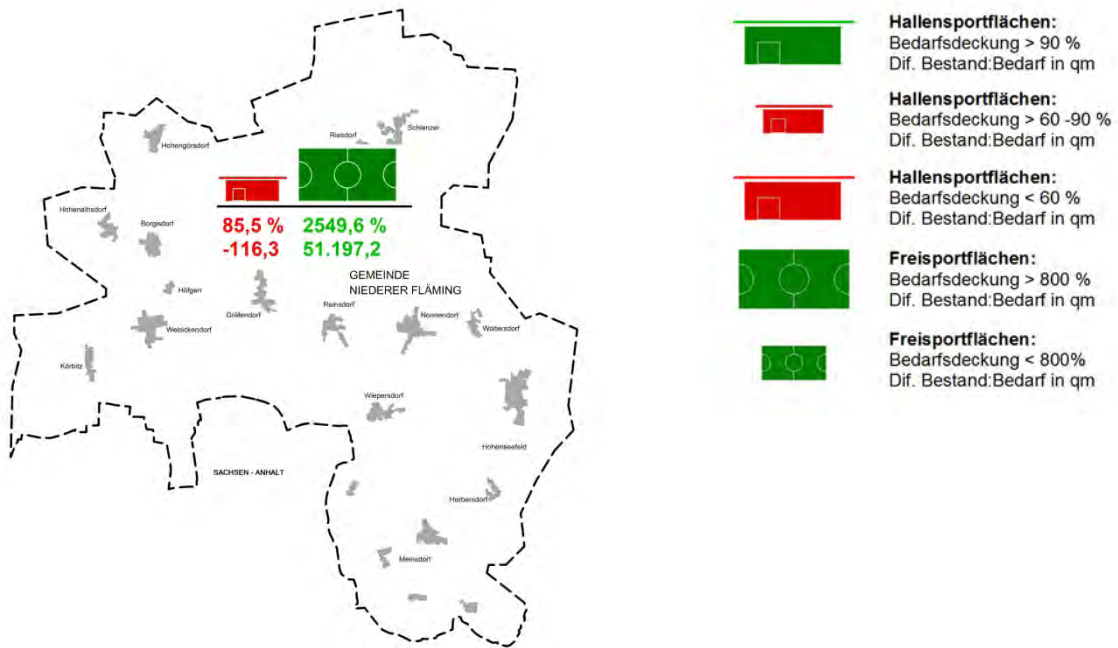 Hohengörsdorf
Riesdorf
Schlenzer
Hohenahlsdorf
Borgisdorf
85,5 % 2549,6 %
-116,3 51.197,2
GEMEINDE
NIEDERER FLÄMING
Höfgen
Gräfendorf
Weisickendorf
Reinsdorf
Nonnendorf
Waltersdorf
Körbitz
Wiepersdorf
Hohenseefeld
SACHSEN - ANHALT
Herbersdorf
Meinsdorf
Hallensportflächen:
Bedarfsdeckung > 90 %
Dif. Bestand:Bedarf in qm
Hallensportflächen:
Bedarfsdeckung > 60 -90 %
Dif. Bestand:Bedarf in qm
Hallensportflächen:
Bedarfsdeckung < 60 %
Dif. Bestand:Bedarf in qm
Freisportflächen:
Bedarfsdeckung > 800 %
Dif. Bestand:Bedarf in qm
Freisportflächen:
Bedarfsdeckung < 800%
Dif. Bestand:Bedarf in qm